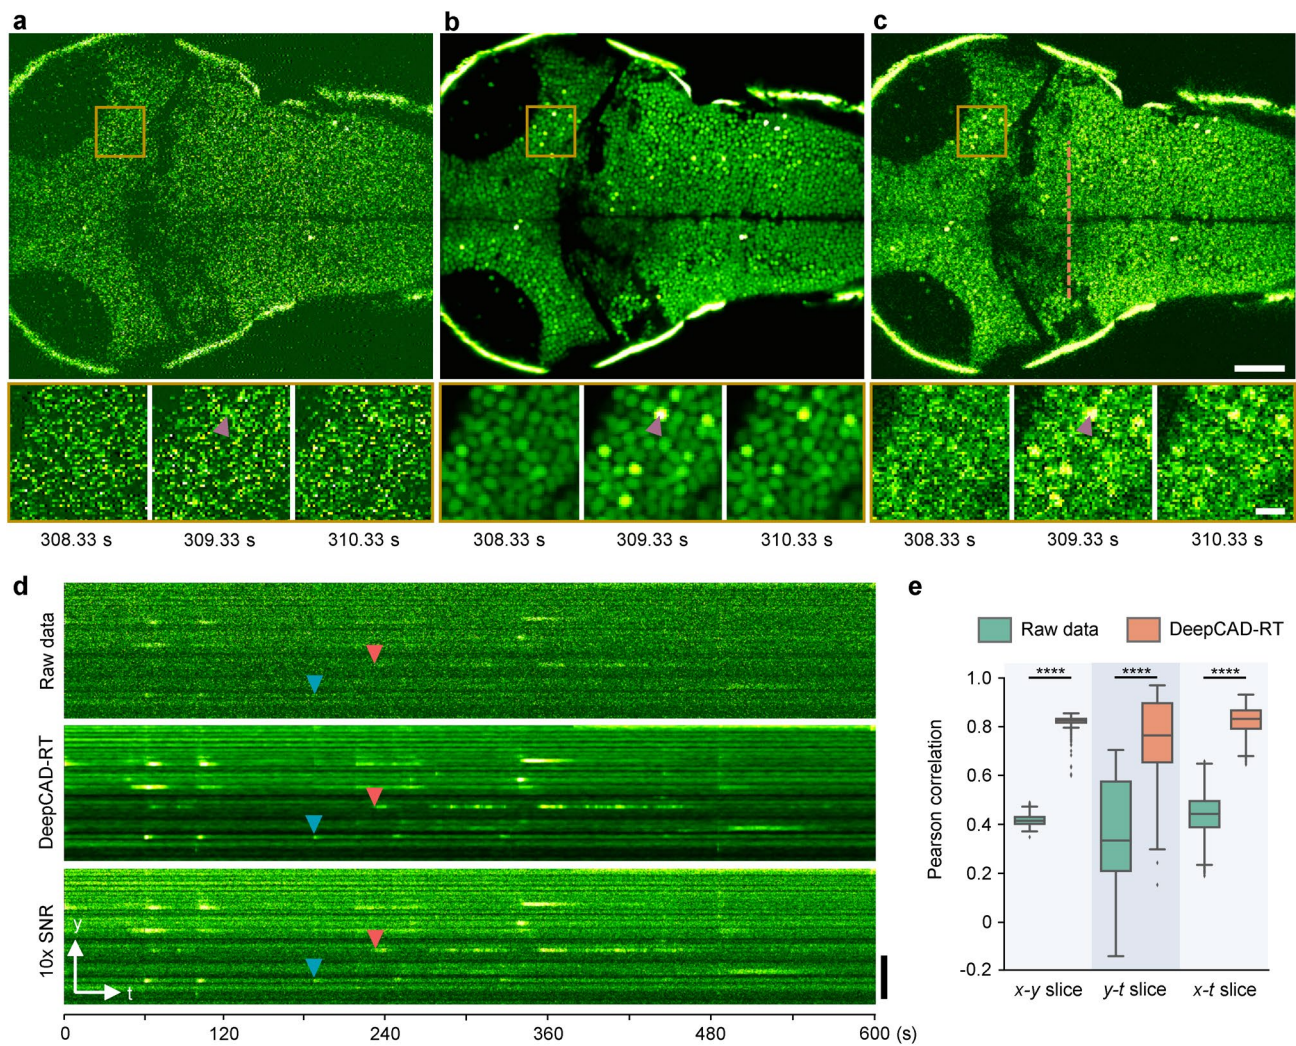 a
b
c
308.33 s
309.33 s
310.33 s
308.33 s
309.33 s
310.33 s
308.33 s
309.33 s
310.33 s
d
Raw data
DeepCAD-RT
10x SNR
y
t
0
120
240
360
480
600
(s)
e
Raw data
DeepCAD-RT
****
****
****
Pearson correlation
1.0
0.8
0.6
0.4
0.2
0
-0.2
x-y slice
y-t slice
x-t slice